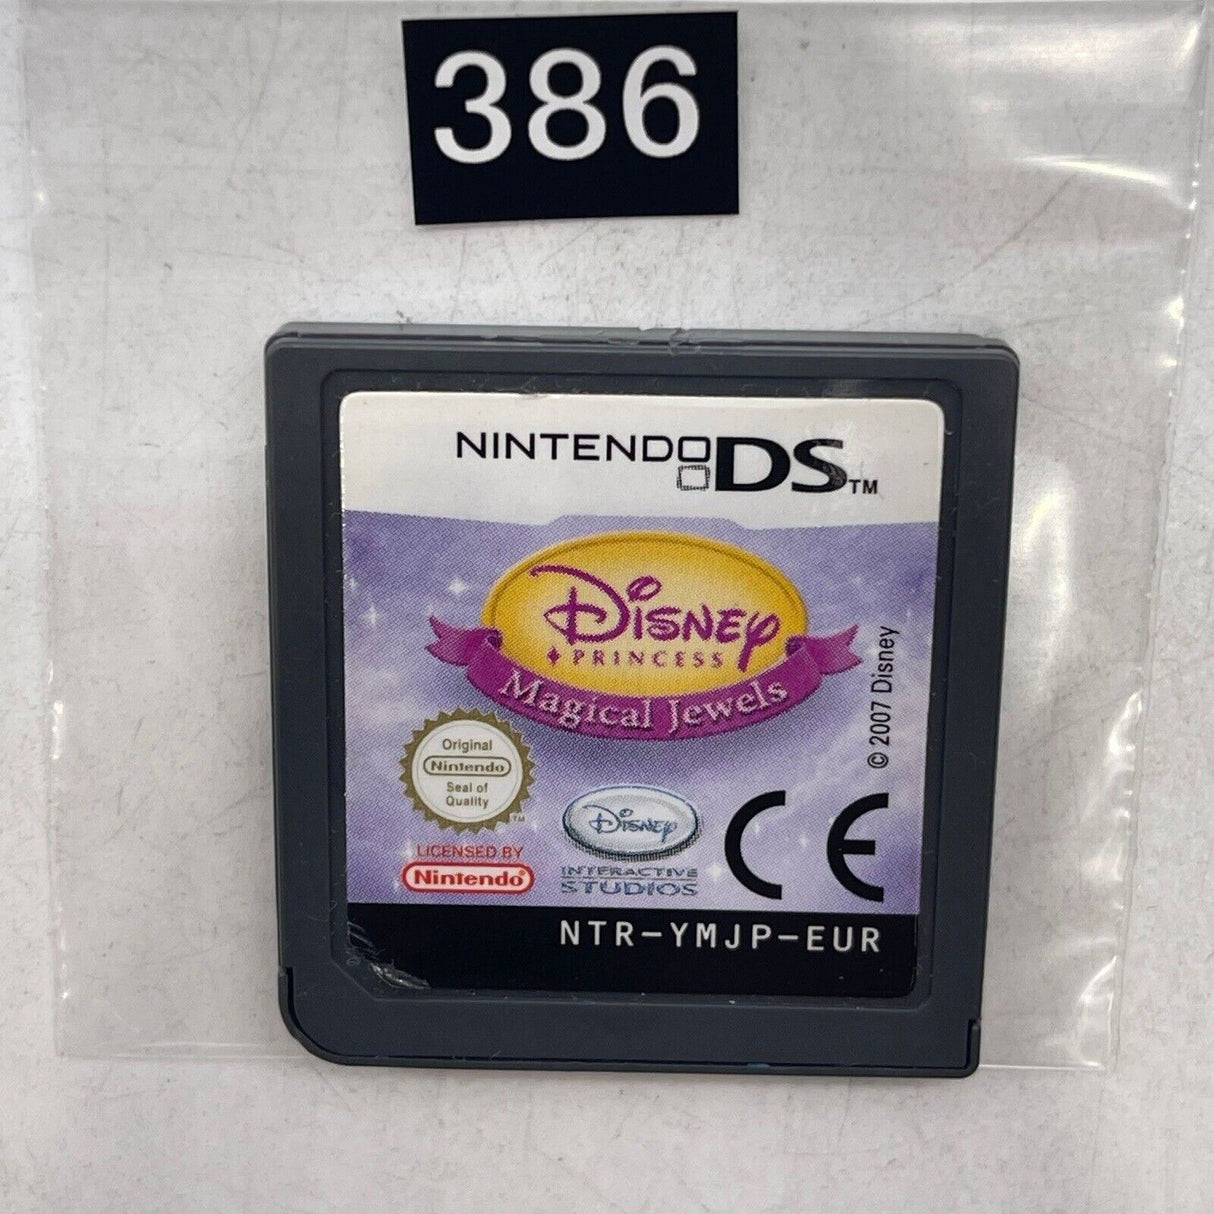 386
NINTENDO DS™
DISNEY
PRINCESS
Magical Jewels
© 2007 Disney
Original
Nintendo
Seal of
Quality
TM
LICENSED BY
Nintendo
DISNEY
INTERACTIVE
STUDIOS
CE
NTR-YMJP-EUR